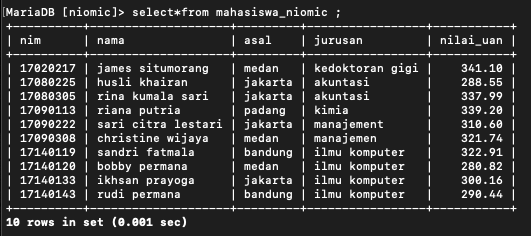 MariaDB [niomic]> select*from mahasiswa_niomic ;
+----------+--------------------+---------+-----------------+-----------+
| nim | nama | asal | jurusan | nilai_uan |
+----------+--------------------+---------+-----------------+-----------+
| 17020217 | james situmorang | medan | kedoktoran gigi | 341.10 |
| 17080225 | husli khairan | jakarta | akuntasi | 288.55 |
| 17080305 | rina kumala sari | jakarta | akuntasi | 337.99 |
| 17090113 | riana putria | padang | kimia | 339.20 |
| 17090222 | sari citra lestari | jakarta | manajement | 310.60 |
| 17090308 | christine wijaya | medan | manajemen | 321.74 |
| 17140119 | sandri fatmala | bandung | ilmu komputer | 322.91 |
| 17140120 | bobby permana | medan | ilmu komputer | 280.82 |
| 17140133 | ikhsan prayoga | jakarta | ilmu komputer | 300.16 |
| 17140143 | rudi permana | bandung | ilmu komputer | 290.44 |
+----------+--------------------+---------+-----------------+-----------+
10 rows in set (0.001 sec)